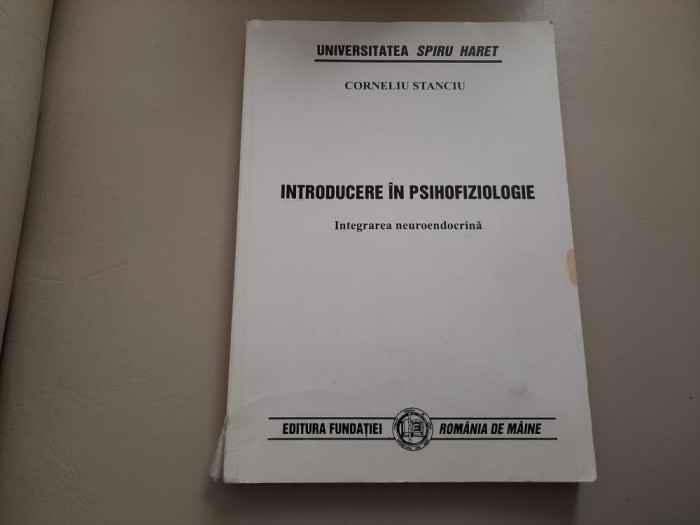 UNIVERSITATEA SPIRU HARET
CORNELIU STANCIU
INTRODUCERE ÎN PSIHOFIZIOLOGIE
Integrarea neuroendocrină
EDITURA FUNDAȚIEI ROMÂNIA DE MÂINE